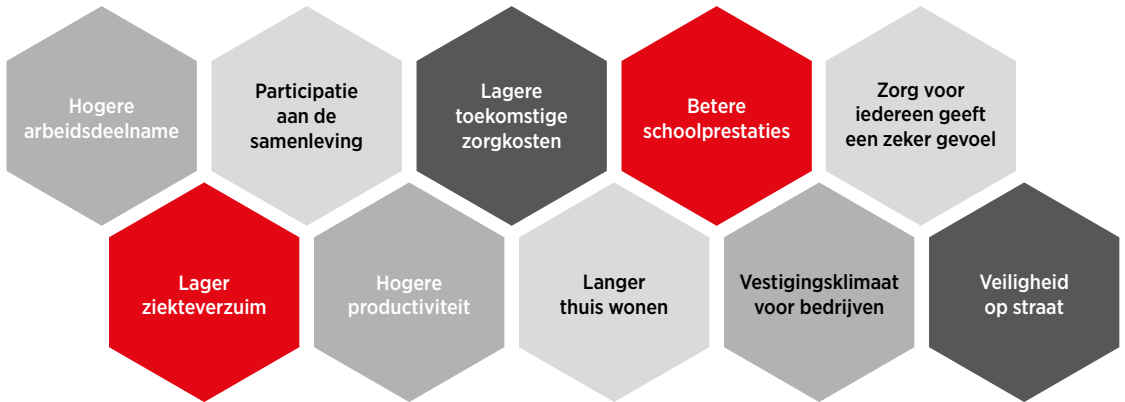 Hogere
arbeidsdeelname
Participatie
aan de
samenleving
Lagere
toekomstige
zorgkosten
Betere
schoolprestaties
Zorg voor
iedereen geeft
een zeker gevoel
Lager
ziekteverzuim
Hogere
productiviteit
Langer
thuis wonen
Vestigingsklimaat
voor bedrijven
Veiligheid
op straat